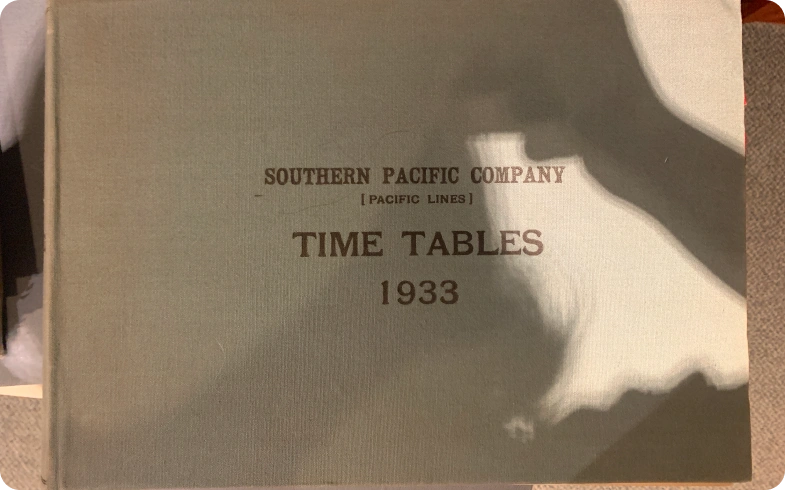 SOUTHERN PACIFIC COMPANY
[ PACIFIC LINES ]
TIME TABLES
1933